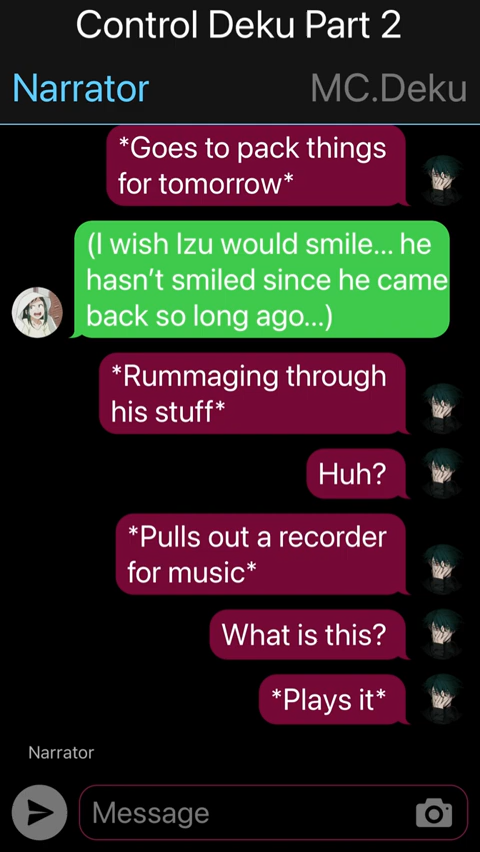 Control Deku Part 2
Narrator
MC.Deku
*Goes to pack things
for tomorrow*
(I wish Izu would smile... he
hasn't smiled since he came
back so long ago...)
*Rummaging through
his stuff*
Huh?
*Pulls out a recorder
for music*
What is this?
*Plays it*
Narrator
Message